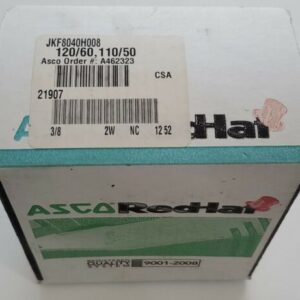 JKF8040H008
120/60,110/50
Asco Order #: A462323
CSA
21907
3/8 2W NC 12 52
ASCO RedHat
9001-2008